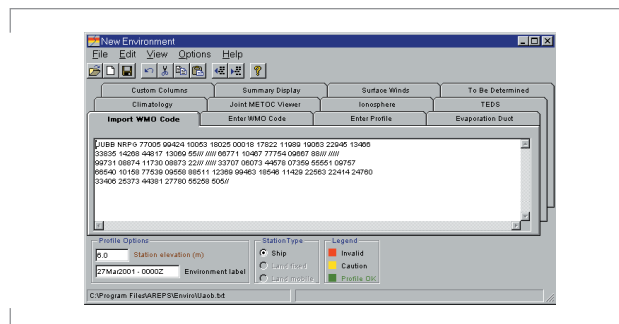 New Environment
File Edit View Options Help
Custom Columns Summary Display Surface Winds To Be Determined
Climatology Joint METOC Viewer Ionosphere TEDS
Import WMO Code Enter WMO Code Enter Profile Evaporation Duct
UJBB NRPG 77005 99424 10053 18025 00018 17822 11989 19063 22945 13466
33835 14268 44817 13069 55/// ///// 66771 10467 77754 09667 88/// /////
99731 08874 11730 08873 22/// ///// 33707 06073 44578 07359 55551 09757
66540 10158 77539 09558 88511 12369 99463 18546 11429 22563 22414 24760
33406 25373 44381 27780 55258 505//
Profile Options StationType Legend
6.0 Station elevation (m) Ship Invalid
Land fixed Caution
27Mar2001 - 0000Z Environment label Land mobile Profile OK
C:\Program Files\AREPS\Enviro\Uaob.txt